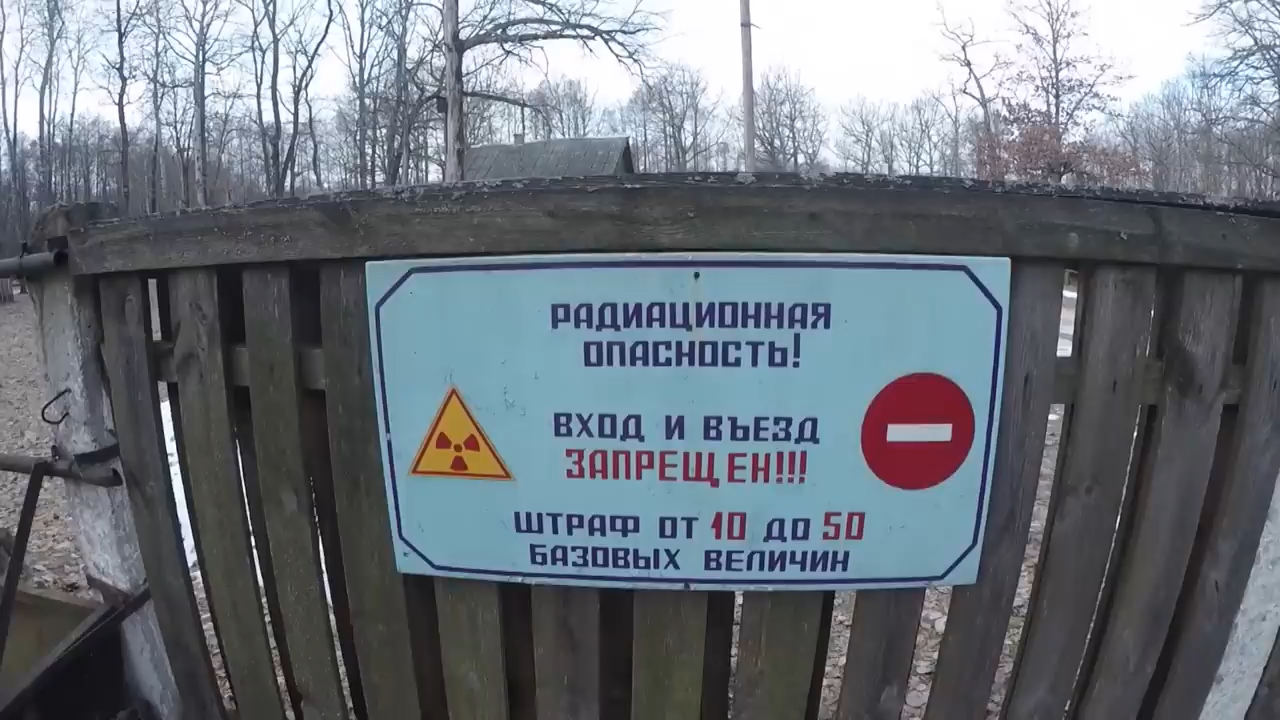 РАДИАЦИОННАЯ
ОПАСНОСТЬ!
ВХОД И ВЪЕЗД
ЗАПРЕЩЕН!!!
ШТРАФ ОТ 10 ДО 50
БАЗОВЫХ ВЕЛИЧИН